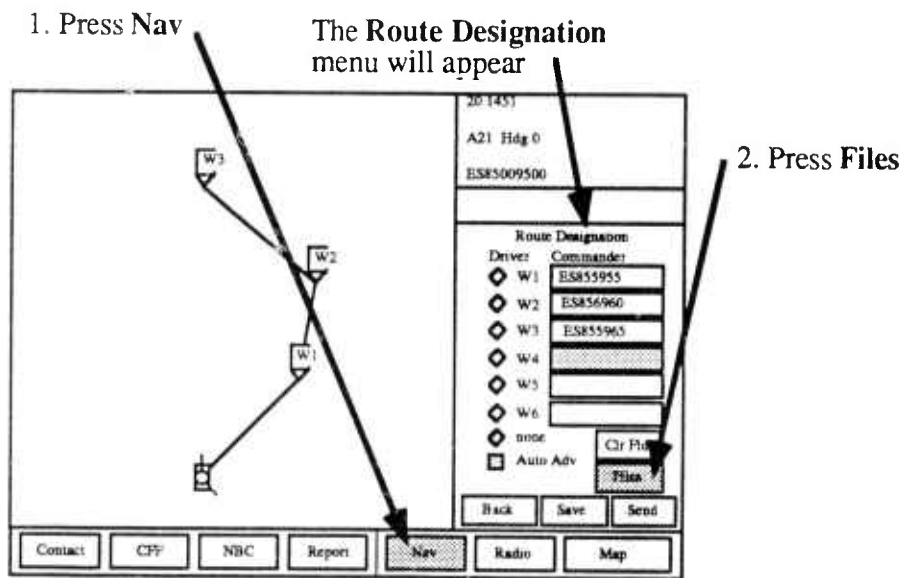 1. Press Nav
The Route Designation
menu will appear
2. Press Files
20 1451
A21 Hdg 0
ES85009500
Route Designation
Driver Commander
W1 ES855955
W2 ES856960
W3 ES855965
W4
W5
W6
none
Clr Fld
Auto Adv
Files
Back Save Send
W3
W2
W1
Contact CFF NBC Report Nav Radio Map